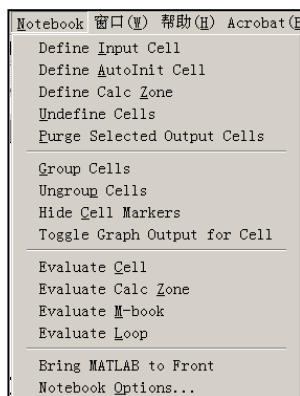 Notebook 窗口(W) 帮助(H) Acrobat(
Define Input Cell
Define AutoInit Cell
Define Calc Zone
Undefine Cells
Purge Selected Output Cells
Group Cells
Ungroup Cells
Hide Cell Markers
Toggle Graph Output for Cell
Evaluate Cell
Evaluate Calc Zone
Evaluate M-book
Evaluate Loop
Bring MATLAB to Front
Notebook Options...